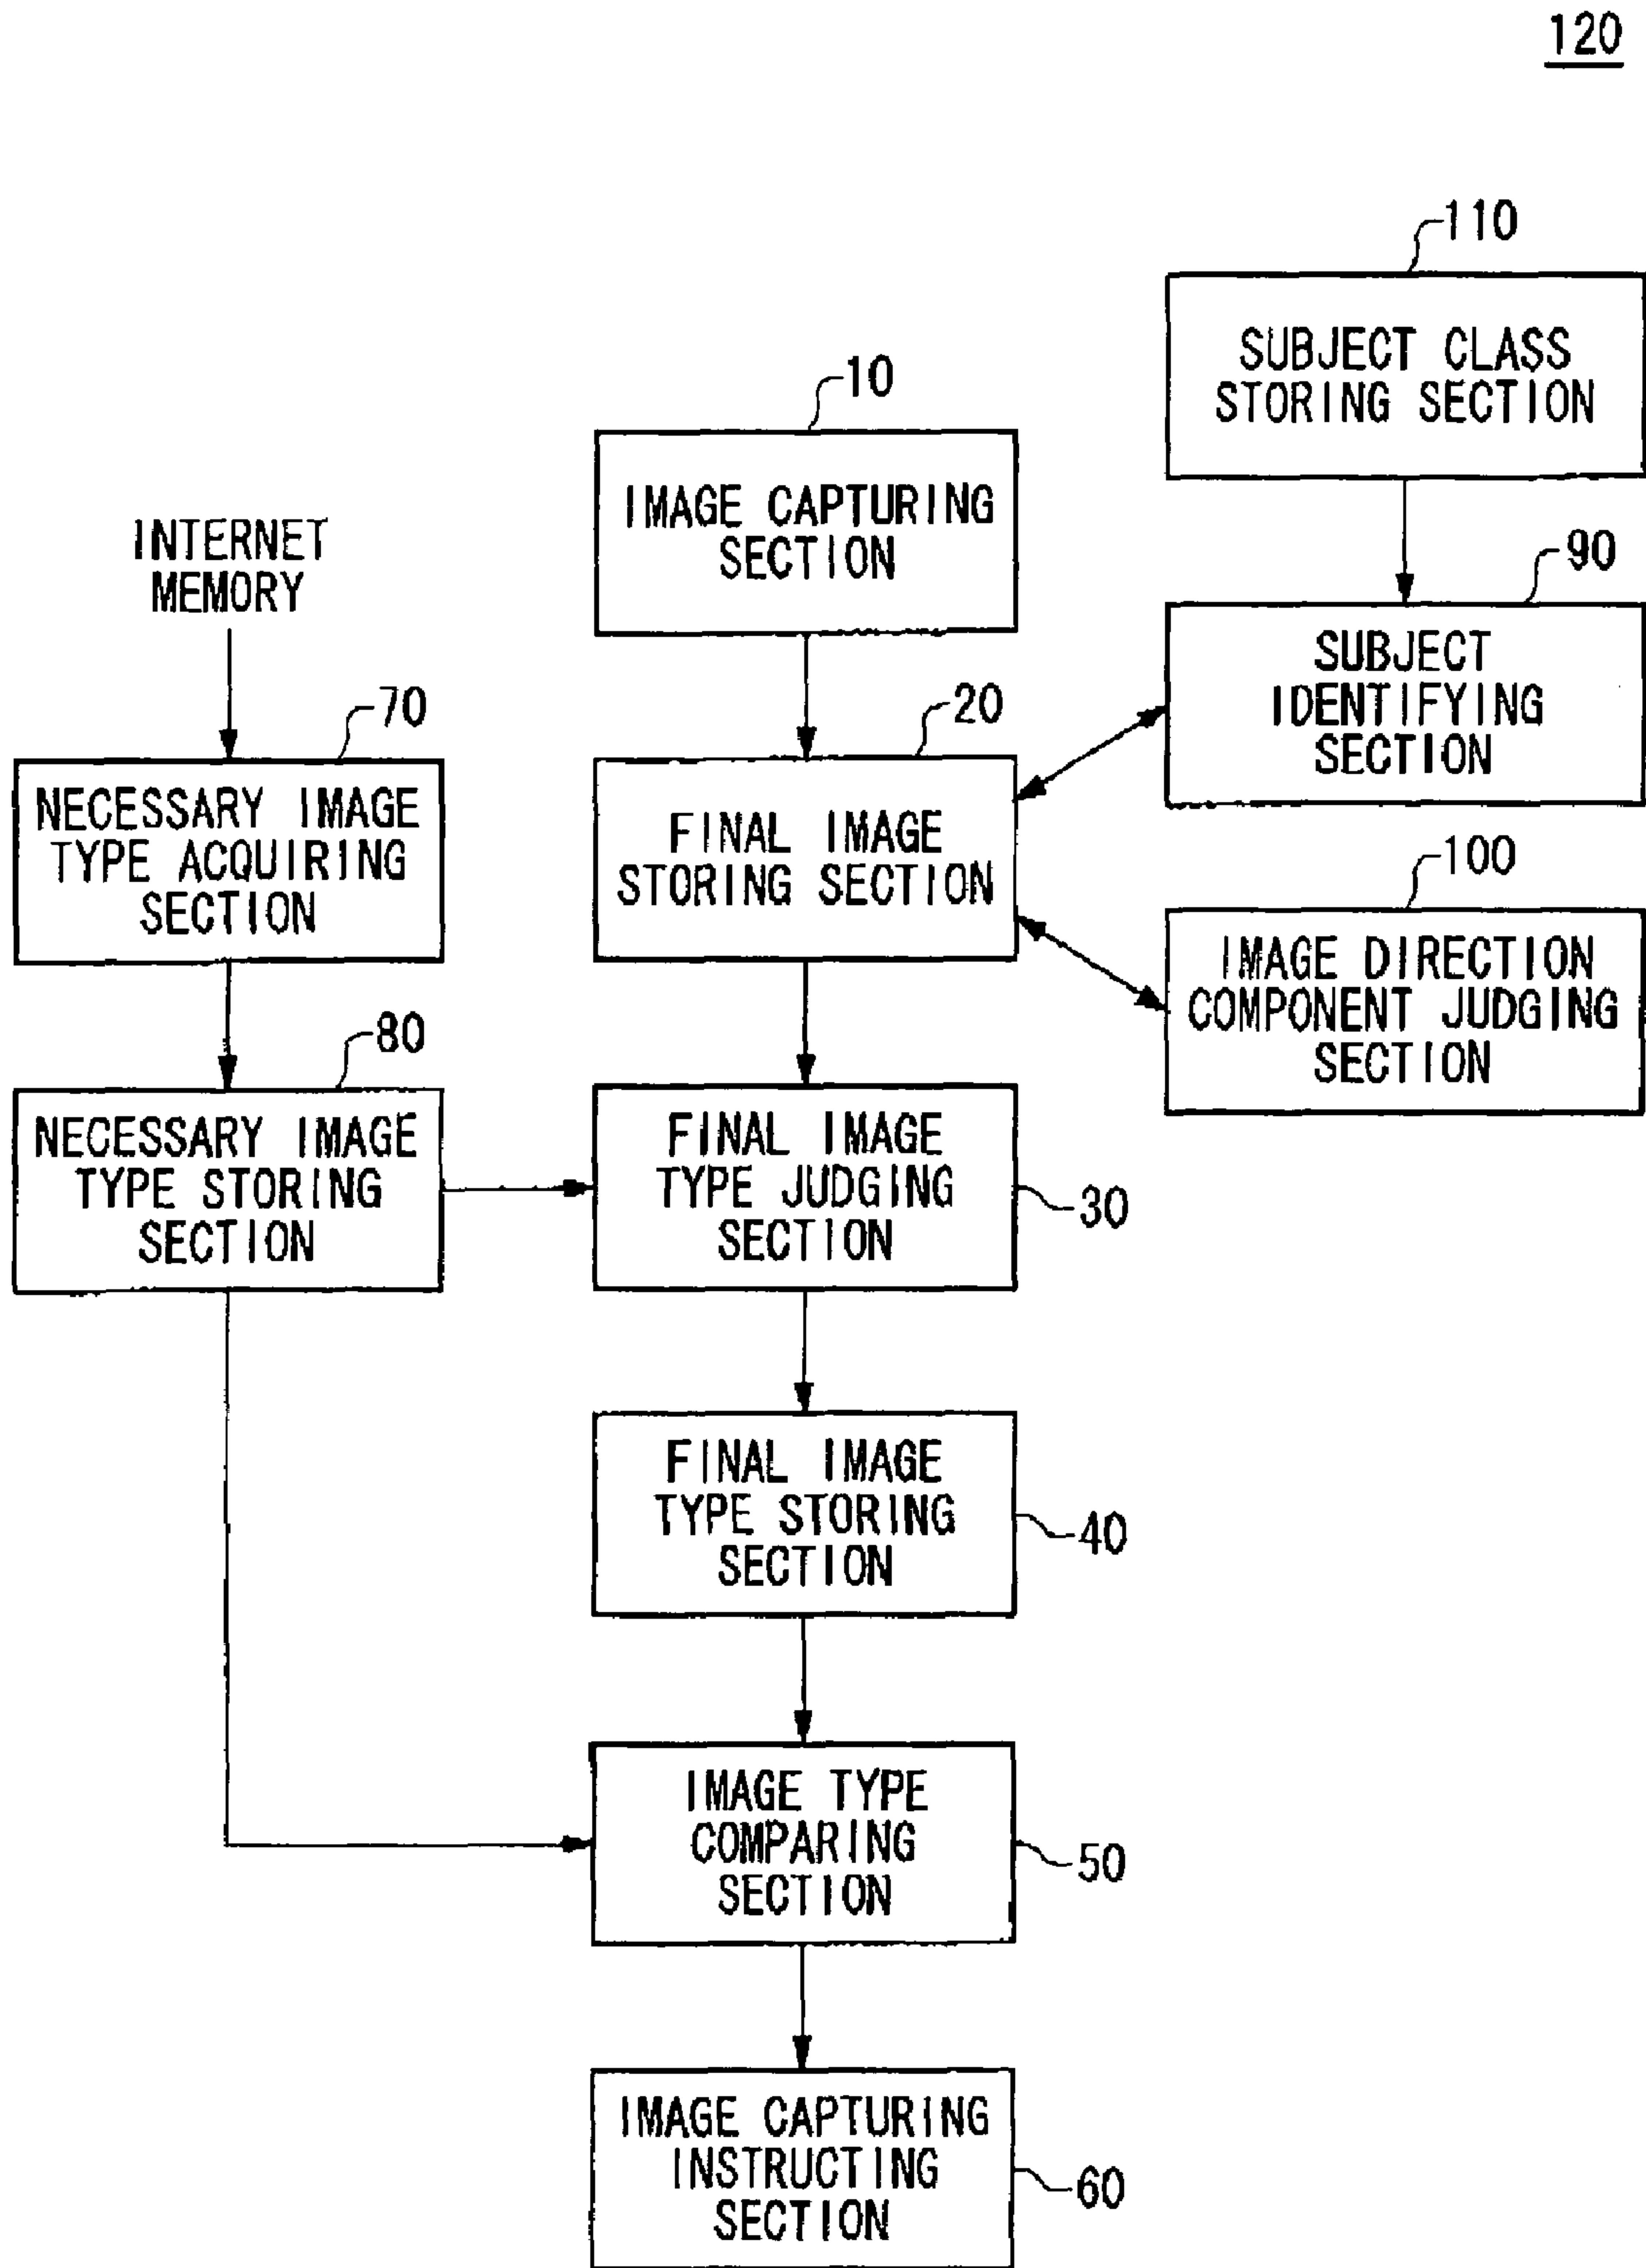 120
110
SUBJECT CLASS
STORING SECTION
10
IMAGE CAPTURING
SECTION
INTERNET
MEMORY
90
SUBJECT
IDENTIFYING
SECTION
70
NECESSARY IMAGE
TYPE ACQUIRING
SECTION
20
FINAL IMAGE
STORING SECTION
100
IMAGE DIRECTION
COMPONENT JUDGING
SECTION
80
NECESSARY IMAGE
TYPE STORING
SECTION
FINAL IMAGE
TYPE JUDGING
SECTION
30
FINAL IMAGE
TYPE STORING
SECTION
40
IMAGE TYPE
COMPARING
SECTION
50
IMAGE CAPTURING
INSTRUCTING
SECTION
60